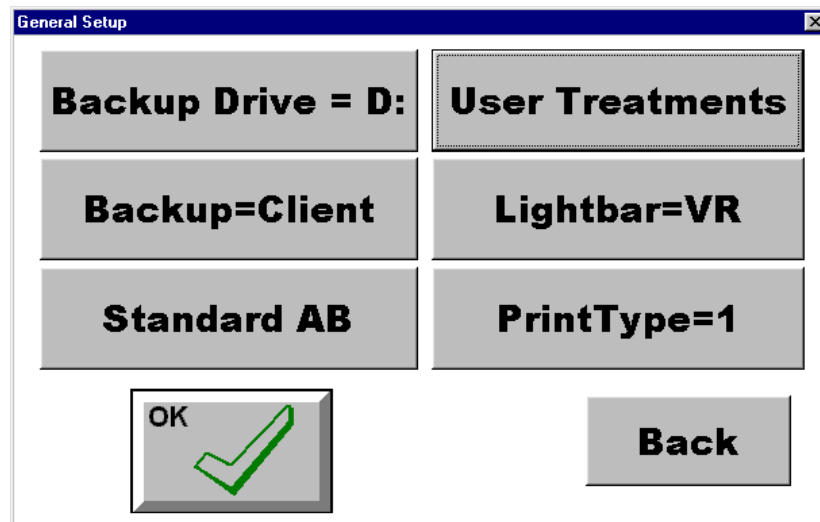 General Setup
Backup Drive = D:
User Treatments
Backup=Client
Lightbar=VR
Standard AB
PrintType=1
OK
Back